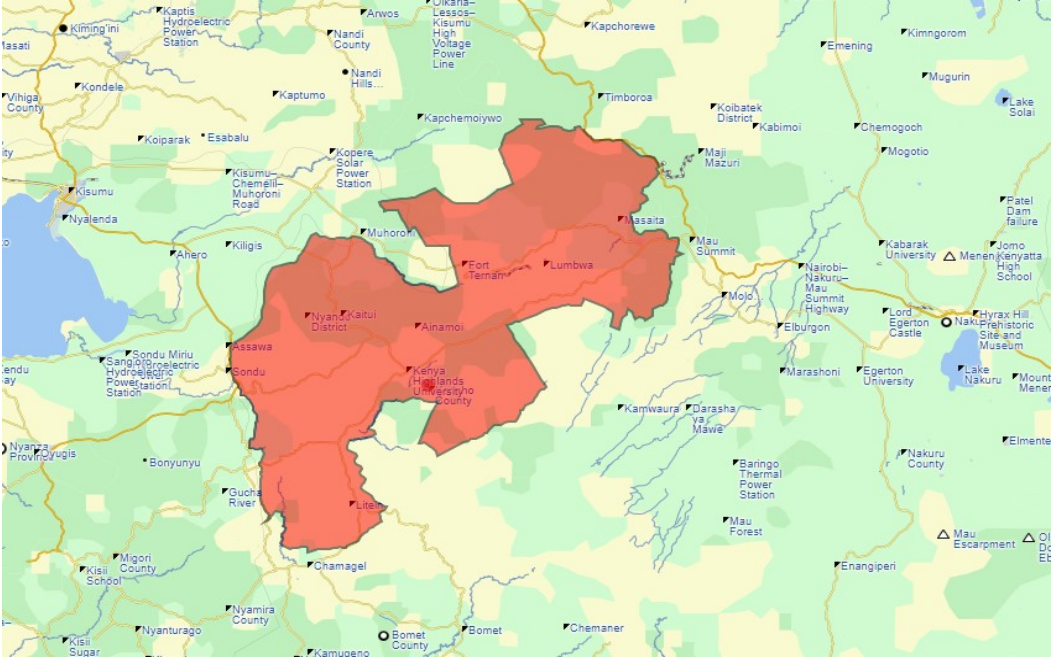 Kaptis
Hydroelectric
Power
Station
Arwos
Lessos–
Kisumu
High
Voltage
Power
Line
Kiming'ini
Nandi
County
Kapchorewe
Kimngorom
Emening
Nandi
Hills...
Mugurin
Kondele
Kaptumo
Vihiga
County
Timboroa
Koibatek
District
Lake
Solai
Kapchemoiywo
Kabimoi
Chemogoch
Koiparak
Esabalu
Kopere
Solar
Power
Station
Maji
Mazuri
Mogotio
Kisumu–
Chemelil–
Muhoroni
Road
Kisumu
Nyalenda
Patel
Dam
failure
Masaita
Muhoroni
Kiligis
Ahero
Mau
Summit
Kabarak
University
Menen
Jomo
Kenyatta
High
School
Fort
Ternan
Lumbwa
Nairobi–
Nakuru–
Mau
Summit
Highway
Molo
Nyando
District
Kaitui
Ainamoi
Elburgon
Lord
Egerton
Castle
Naku
Hyrax Hill
Prehistoric
Site and
Museum
Assawa
Sondu Miriu
Hydroelectric
Sang'oro
Hydroelectric
Power
Station
Sondu
Kenya
Highlands
University
County
Marashoni
Egerton
University
Lake
Nakuru
Mount
Mener
Kamwaura
Darasha
ya
Mawe
Elmente
Nyanza
Province
Oyugis
Bonyunyu
Nakuru
County
Baringo
Thermal
Power
Station
Gucha
River
Litein
Mau
Forest
Mau
Escarpment
Migori
County
Chamagel
Enangiperi
Kisii
School
Nyamira
County
Nyanturago
Bomet
County
Bomet
Chemaner
Kisii
Sugar
Kamugeno